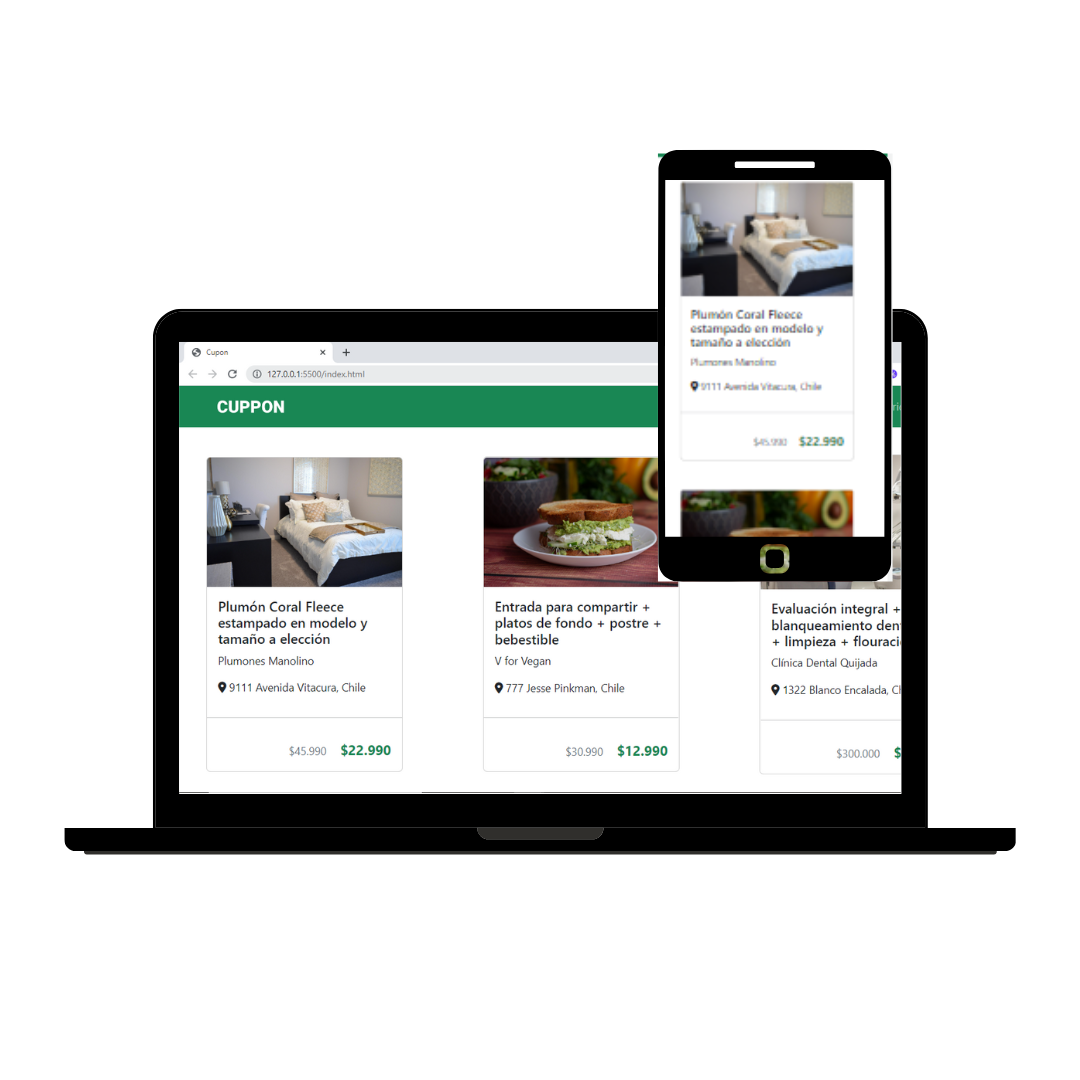 Plumón Coral Fleece
estampado en modelo y
tamaño a elección
Plumones Manolino
9111 Avenida Vitacura, Chile
$45.990 $22.990
Cupon
127.0.0.1:5500/index.html
CUPPON
Plumón Coral Fleece
estampado en modelo y
tamaño a elección
Plumones Manolino
9111 Avenida Vitacura, Chile
$45.990 $22.990
Entrada para compartir +
platos de fondo + postre +
bebestible
V for Vegan
777 Jesse Pinkman, Chile
$30.990 $12.990
Evaluación integral +
blanqueamiento den
+ limpieza + flouraci
Clínica Dental Quijada
1322 Blanco Encalada, Ch
$300.000 $